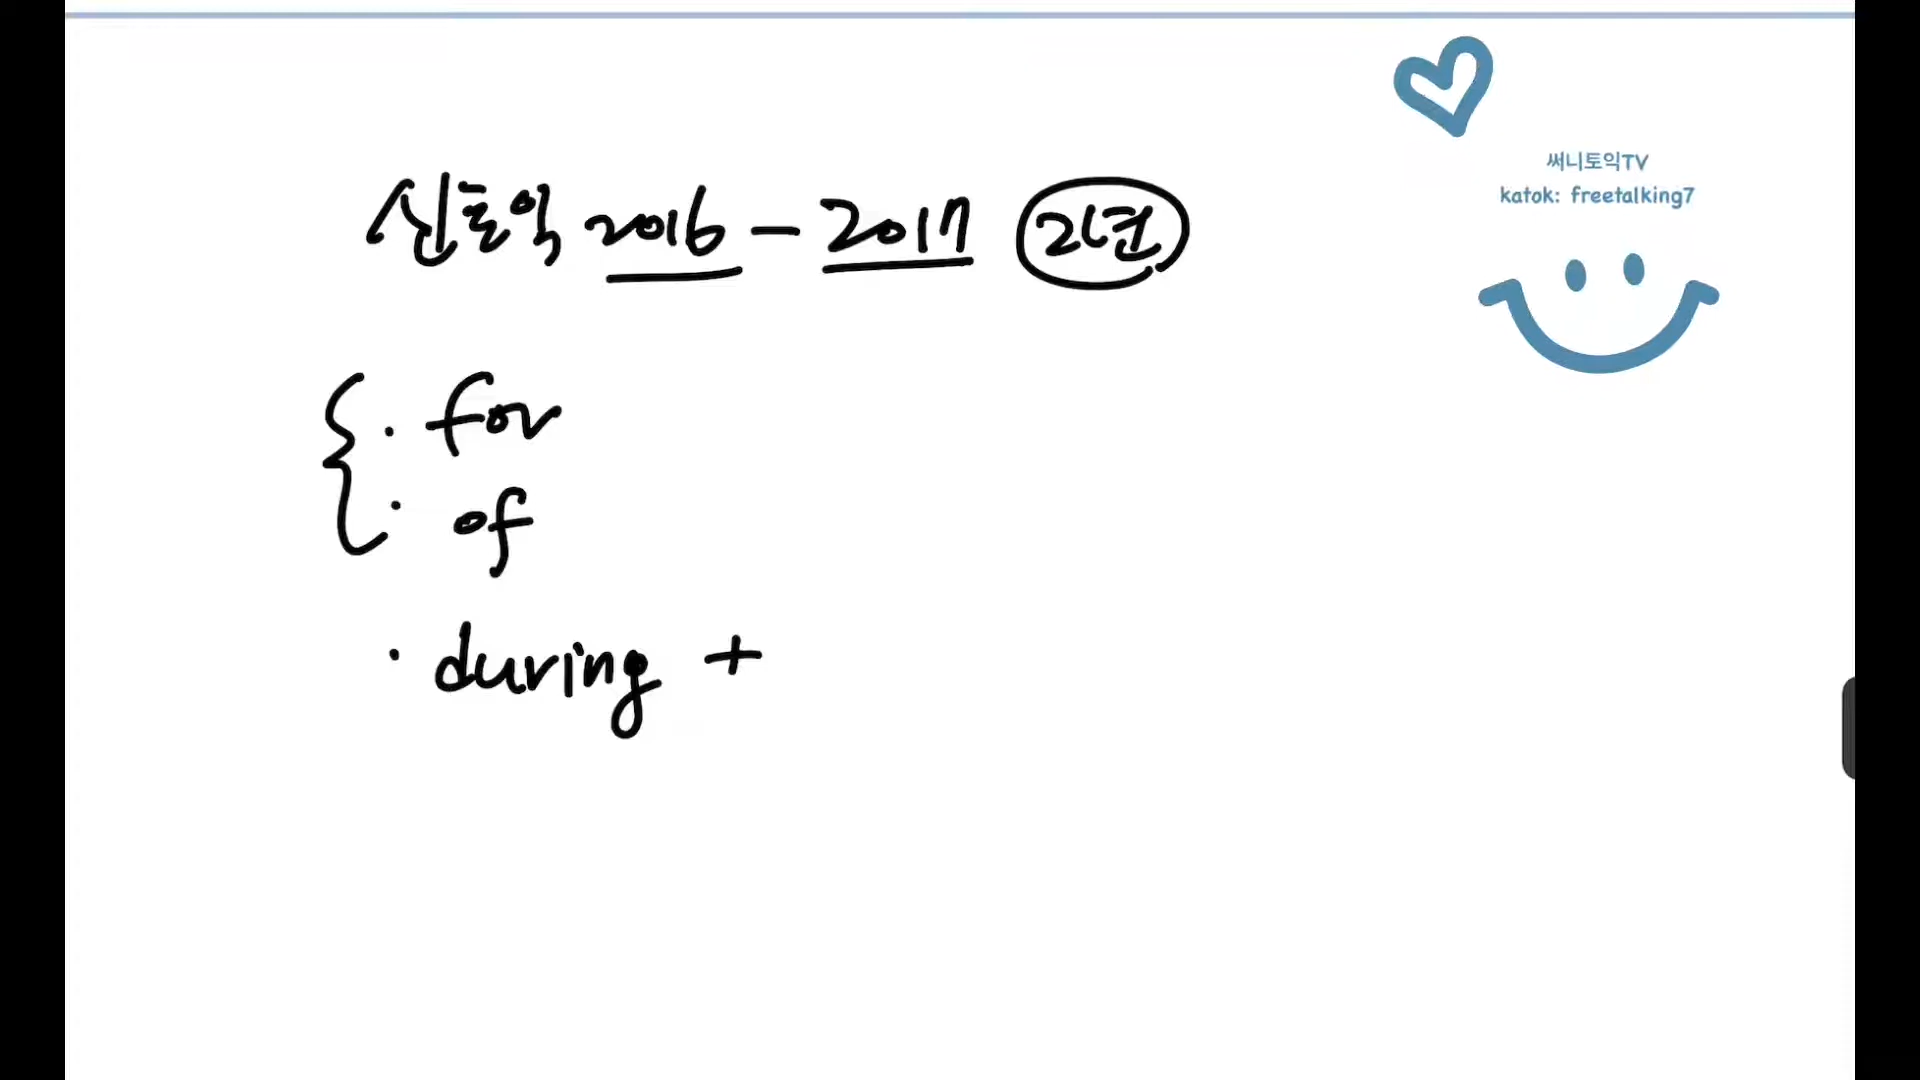 써니토익TV
katok: freetalking7
신토익 2016 - 2017 2년
· for
· of
· during +